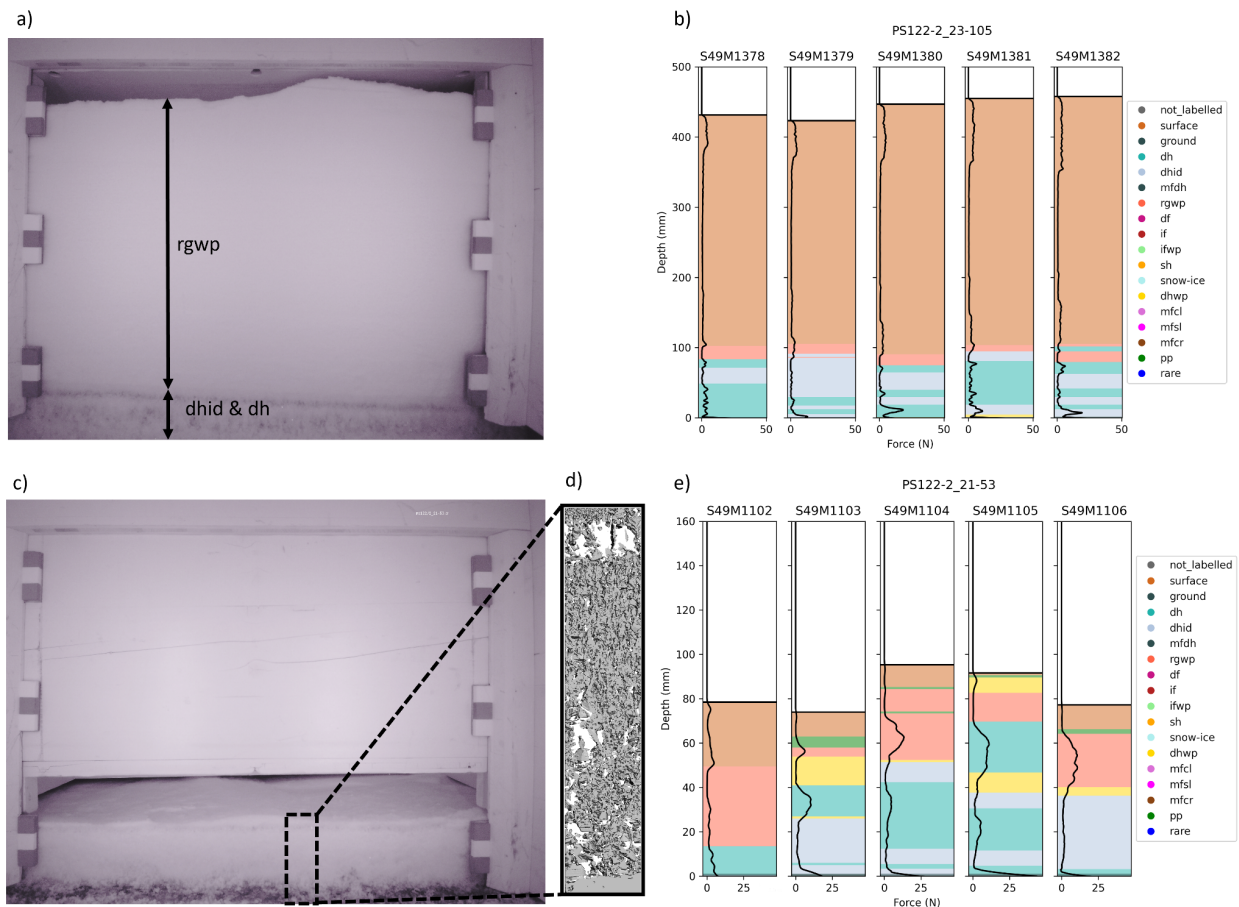 a)
rgwp
dhid & dh
b)
PS122-2_23-105
S49M1378 S49M1379 S49M1380 S49M1381 S49M1382
500
400
300
200
100
0
Depth (mm)
0 50 0 50 0 50 0 50 0 50
Force (N)
not_labelled
surface
ground
dh
dhid
mfdh
rgwp
df
if
ifwp
sh
snow-ice
dhwp
mfcl
mfsl
mfcr
pp
rare
c)
d)
e)
PS122-2_21-53
S49M1102 S49M1103 S49M1104 S49M1105 S49M1106
160
140
120
100
80
60
40
20
0
Depth (mm)
0 25 0 25 0 25 0 25 0 25
Force (N)
not_labelled
surface
ground
dh
dhid
mfdh
rgwp
df
if
ifwp
sh
snow-ice
dhwp
mfcl
mfsl
mfcr
pp
rare